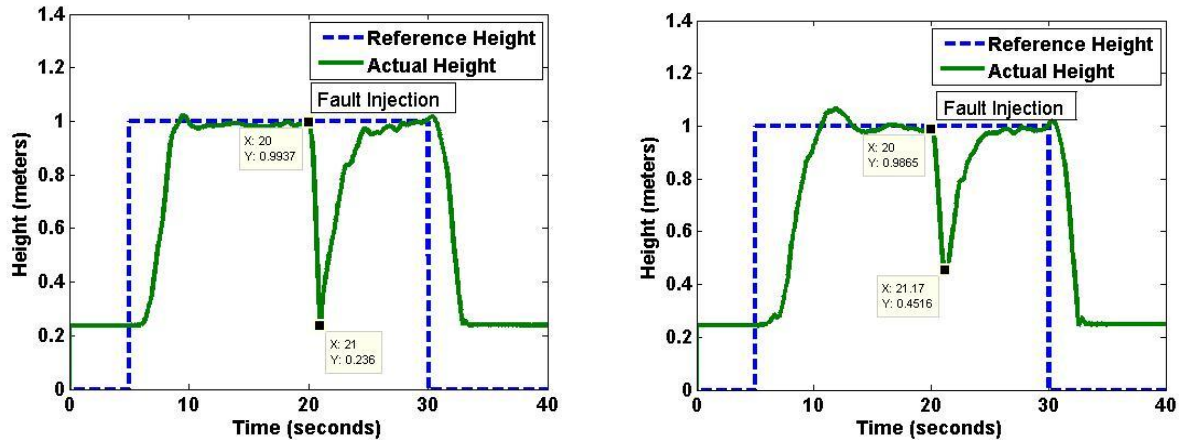 1.4
1.2
1
0.8
0.6
0.4
0.2
0
Height (meters)
Reference Height
Actual Height
Fault Injection
X: 20
Y: 0.9937
X: 21
Y: 0.236
0 10 20 30 40
Time (seconds)
1.4
1.2
1
0.8
0.6
0.4
0.2
0
Height (meters)
Reference Height
Actual Height
Fault Injection
X: 20
Y: 0.9865
X: 21.17
Y: 0.4516
0 10 20 30 40
Time (seconds)